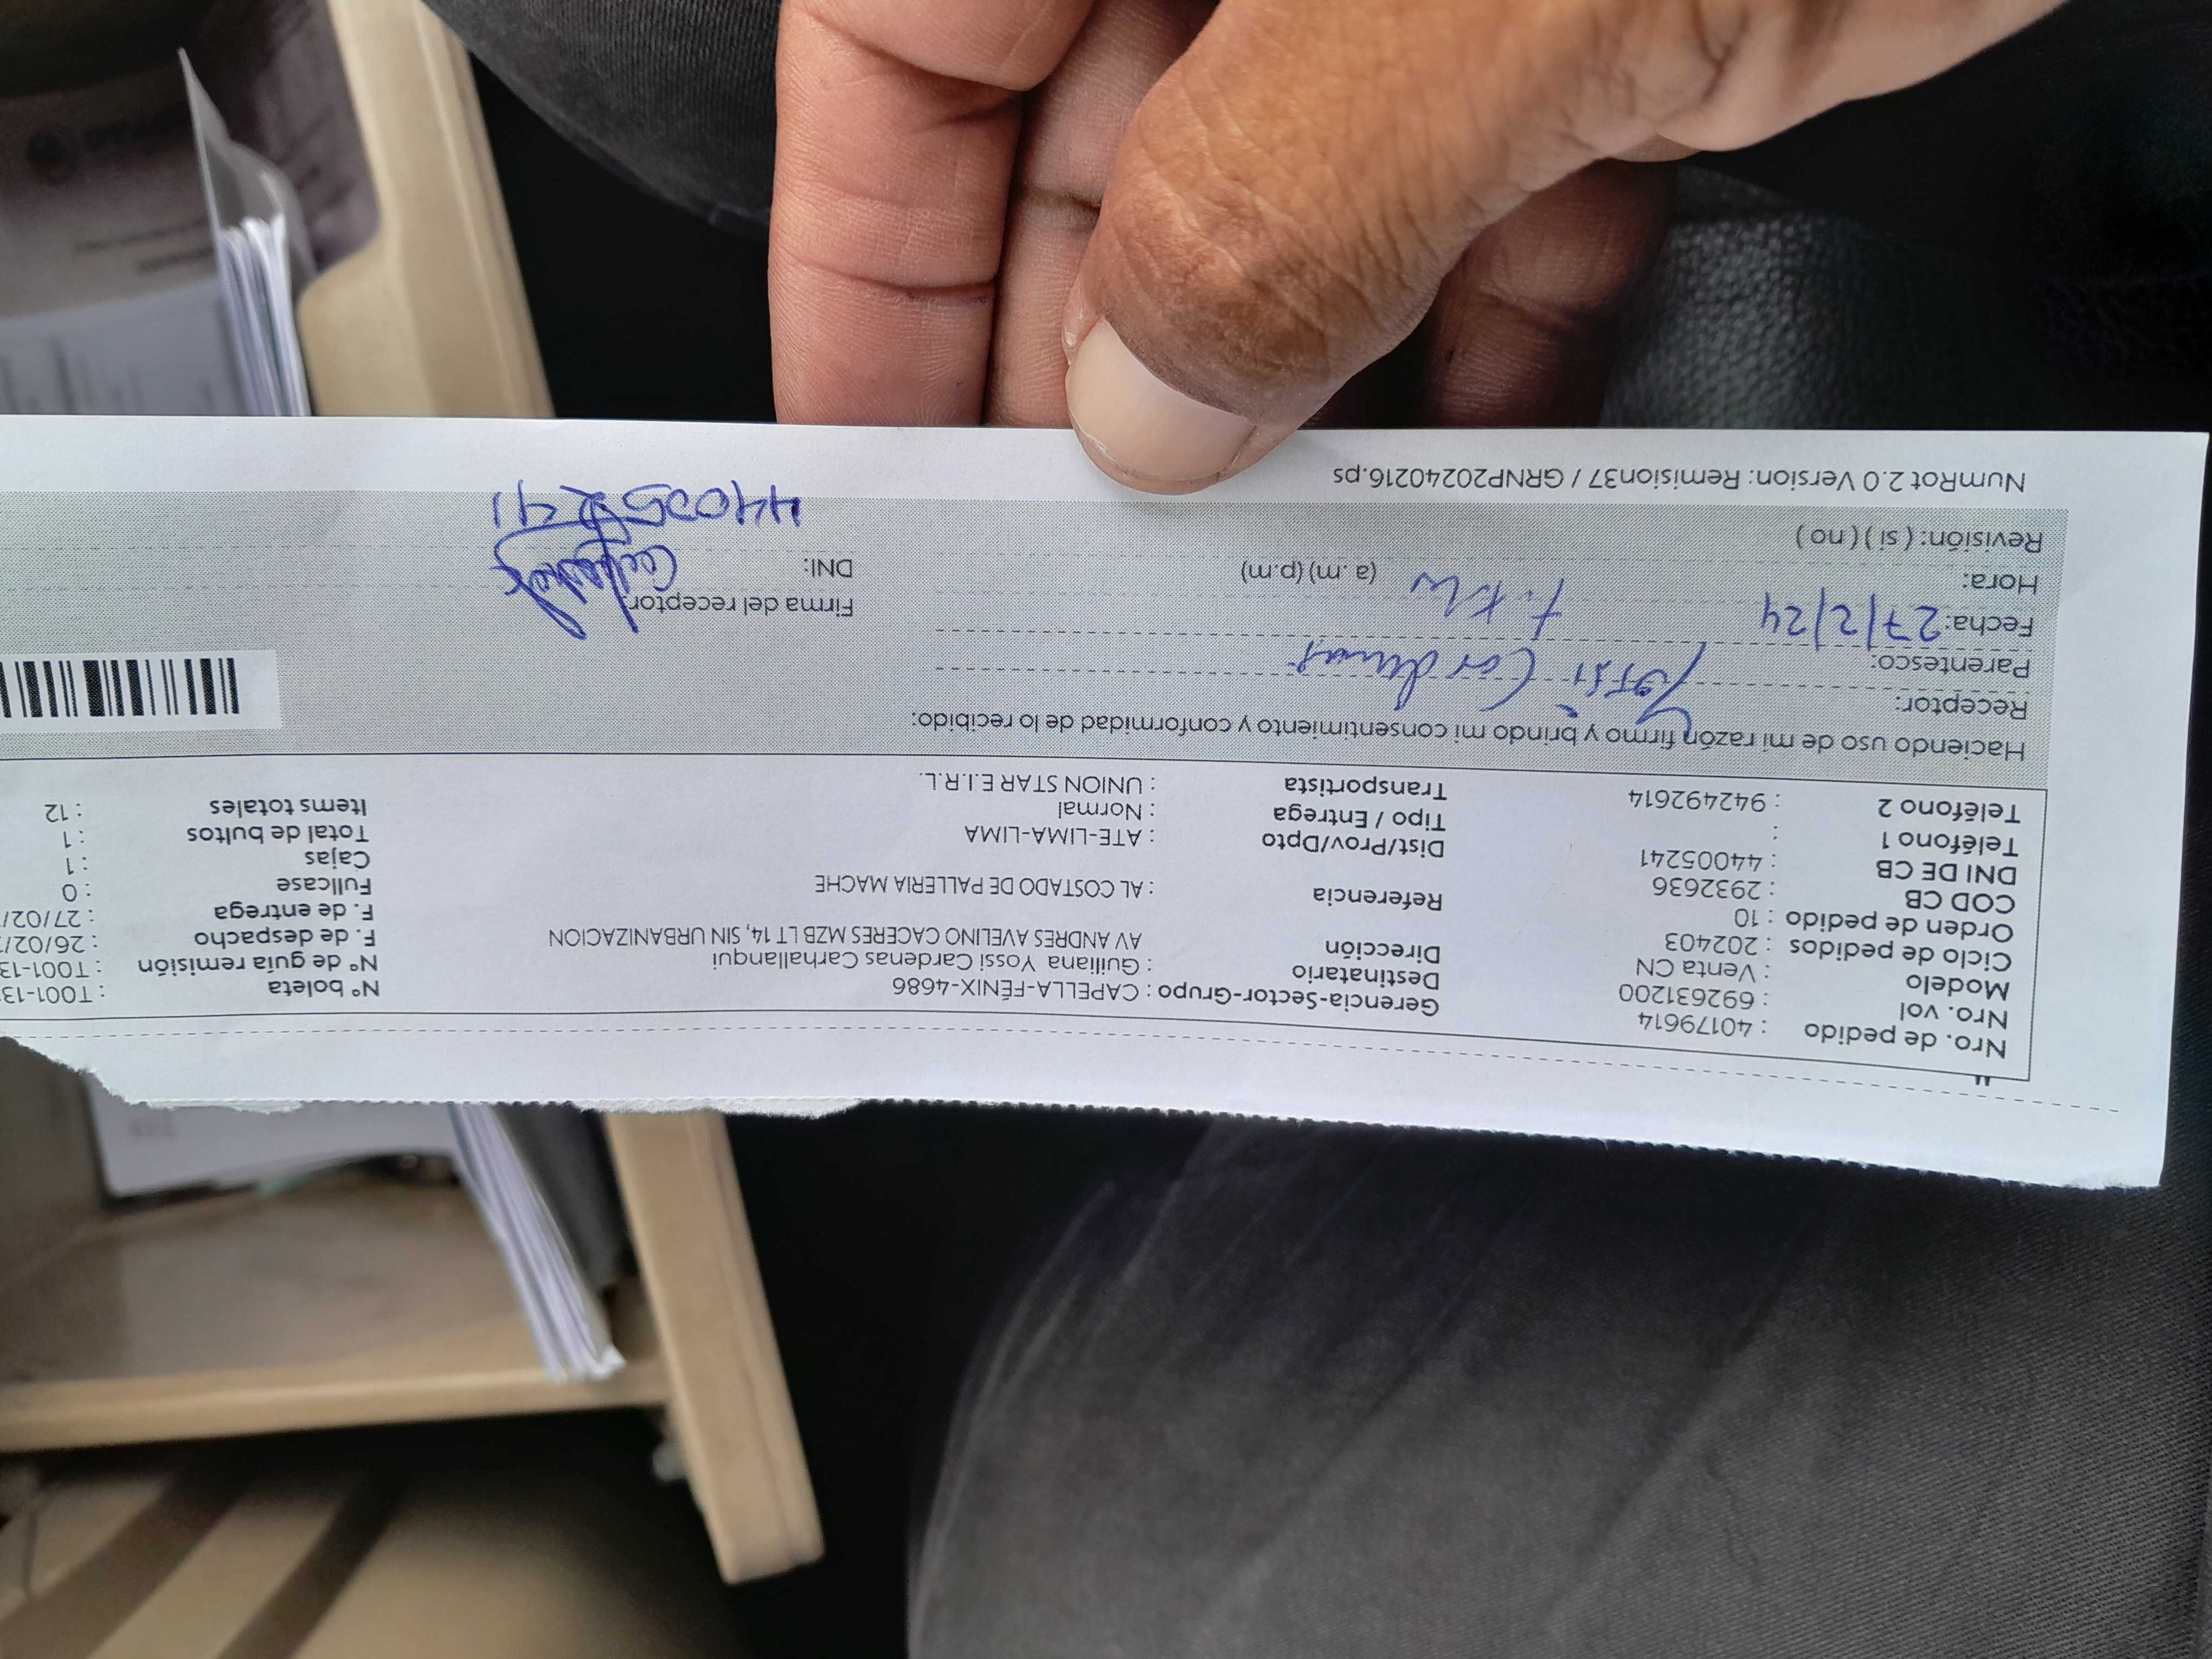 Nro. de pedido : 40179614
Nro. vol : 692631200
Modelo : Venta CN
Ciclo de pedidos : 202403
Orden de pedido : 10
COD CB : 2932636
DNI DE CB : 44005241
Teléfono 1 :
Teléfono 2 : 942492614
Gerencia-Sector-Grupo : CAPELLA-FÉNIX-4686
Destinatario : Guiliana Yossi Cardenas Carhallanqui
Dirección AV ANDRES AVELINO CACERES MZB LT 14, SIN URBANIZACION
Referencia : AL COSTADO DE PALLERIA MACHE
Dist/Prov/Dpto : ATE-LIMA-LIMA
Tipo / Entrega : Normal
Transportista : UNION STAR E.I.R.L.
N° boleta : T001-13
N° de guía remisión : T001-13
F. de despacho : 26/02/
F. de entrega : 27/02/
Fullcase : 0
Cajas : 1
Total de bultos : 1
Items totales : 12
Haciendo uso de mi razón firmo y brindo mi consentimiento y conformidad de lo recibido:
Receptor: Yossi Cardenas
Parentesco:
Fecha: 27/2/24
Hora: (a .m) (p.m)
Revisión: ( si ) ( no )
Firma del receptor:
DNI: 44005241
NumRot 2.0 Version: Remision37 / GRNP20240216.ps